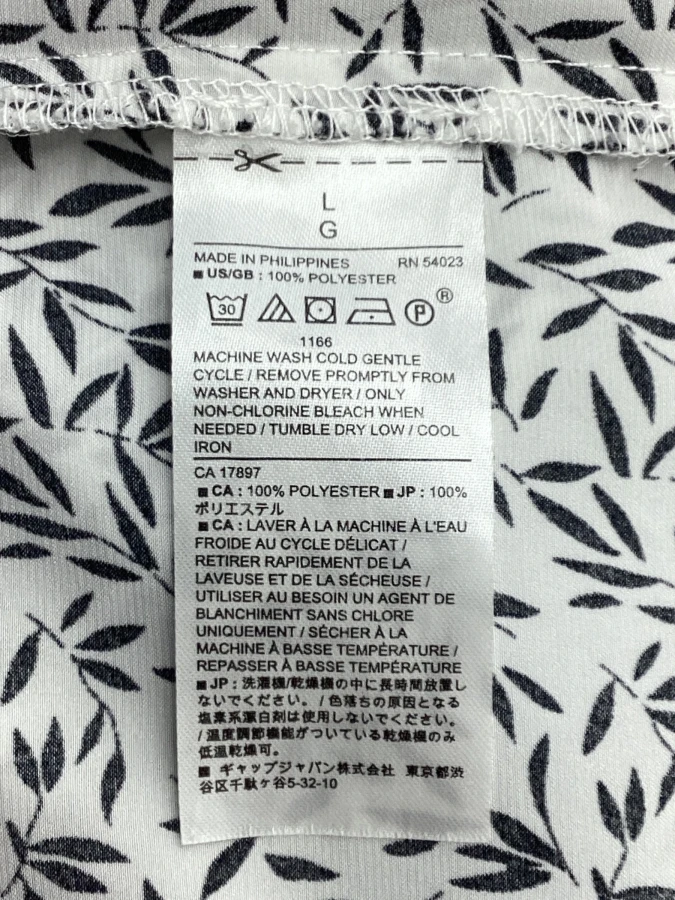 L
G
MADE IN PHILIPPINES RN 54023
■ US/GB : 100% POLYESTER
30 P ®
1166
MACHINE WASH COLD GENTLE
CYCLE / REMOVE PROMPTLY FROM
WASHER AND DRYER / ONLY
NON-CHLORINE BLEACH WHEN
NEEDED / TUMBLE DRY LOW / COOL
IRON
CA 17897
■ CA : 100% POLYESTER ■ JP : 100%
ポリエステル
■ CA : LAVER À LA MACHINE À L'EAU
FROIDE AU CYCLE DÉLICAT /
RETIRER RAPIDEMENT DE LA
LAVEUSE ET DE LA SÉCHEUSE /
UTILISER AU BESOIN UN AGENT DE
BLANCHIMENT SANS CHLORE
UNIQUEMENT / SÉCHER À LA
MACHINE À BASSE TEMPÉRATURE /
REPASSER À BASSE TEMPÉRATURE
■ JP : 洗濯機/乾燥機の中に長時間放置し
ないでください。 / 色落ちの原因となる
塩素系漂白剤は使用しないでください。
/ 温度調節機能がついている乾燥機のみ
低温乾燥可。
■ ギャップジャパン株式会社 東京都渋
谷区千駄ヶ谷5-32-10